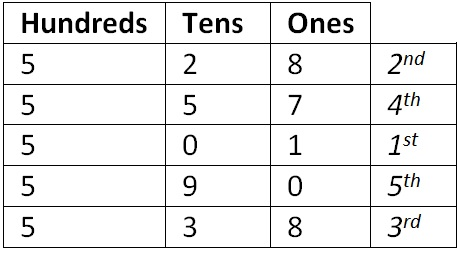 Hundreds Tens Ones
5 2 8 2nd
5 5 7 4th
5 0 1 1st
5 9 0 5th
5 3 8 3rd